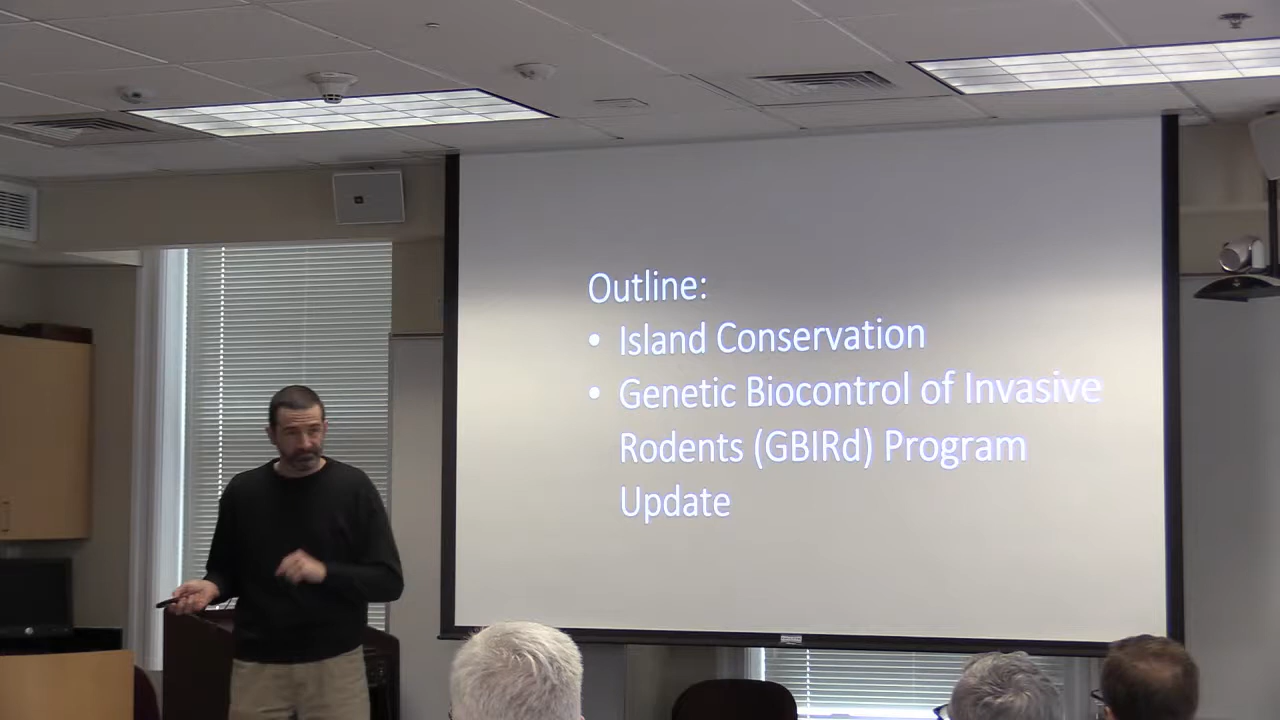 Outline:
• Island Conservation
• Genetic Biocontrol of Invasive
Rodents (GBIRd) Program
Update